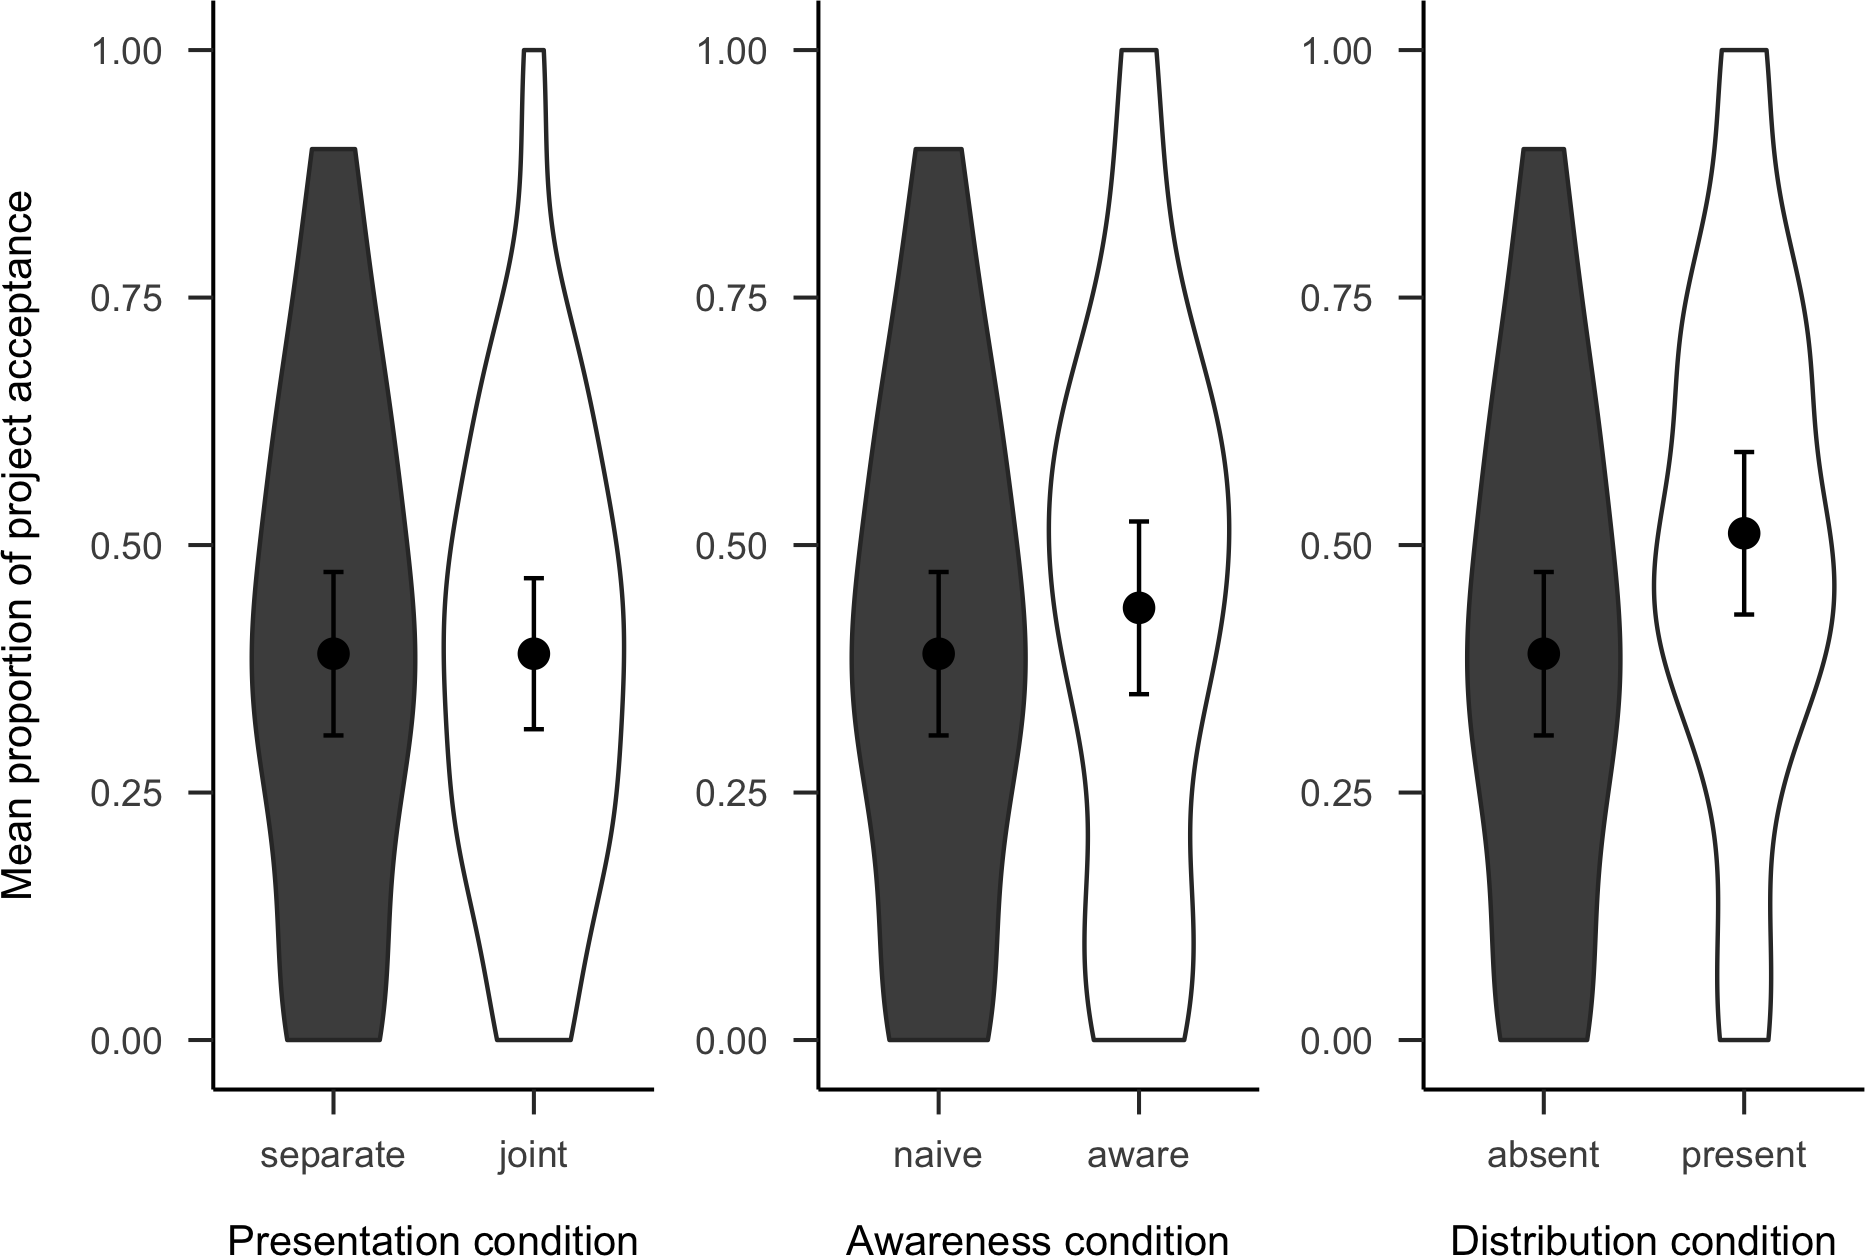 Mean proportion of project acceptance
1.00
0.75
0.50
0.25
0.00
separate joint
Presentation condition
1.00
0.75
0.50
0.25
0.00
naive aware
Awareness condition
1.00
0.75
0.50
0.25
0.00
absent present
Distribution condition